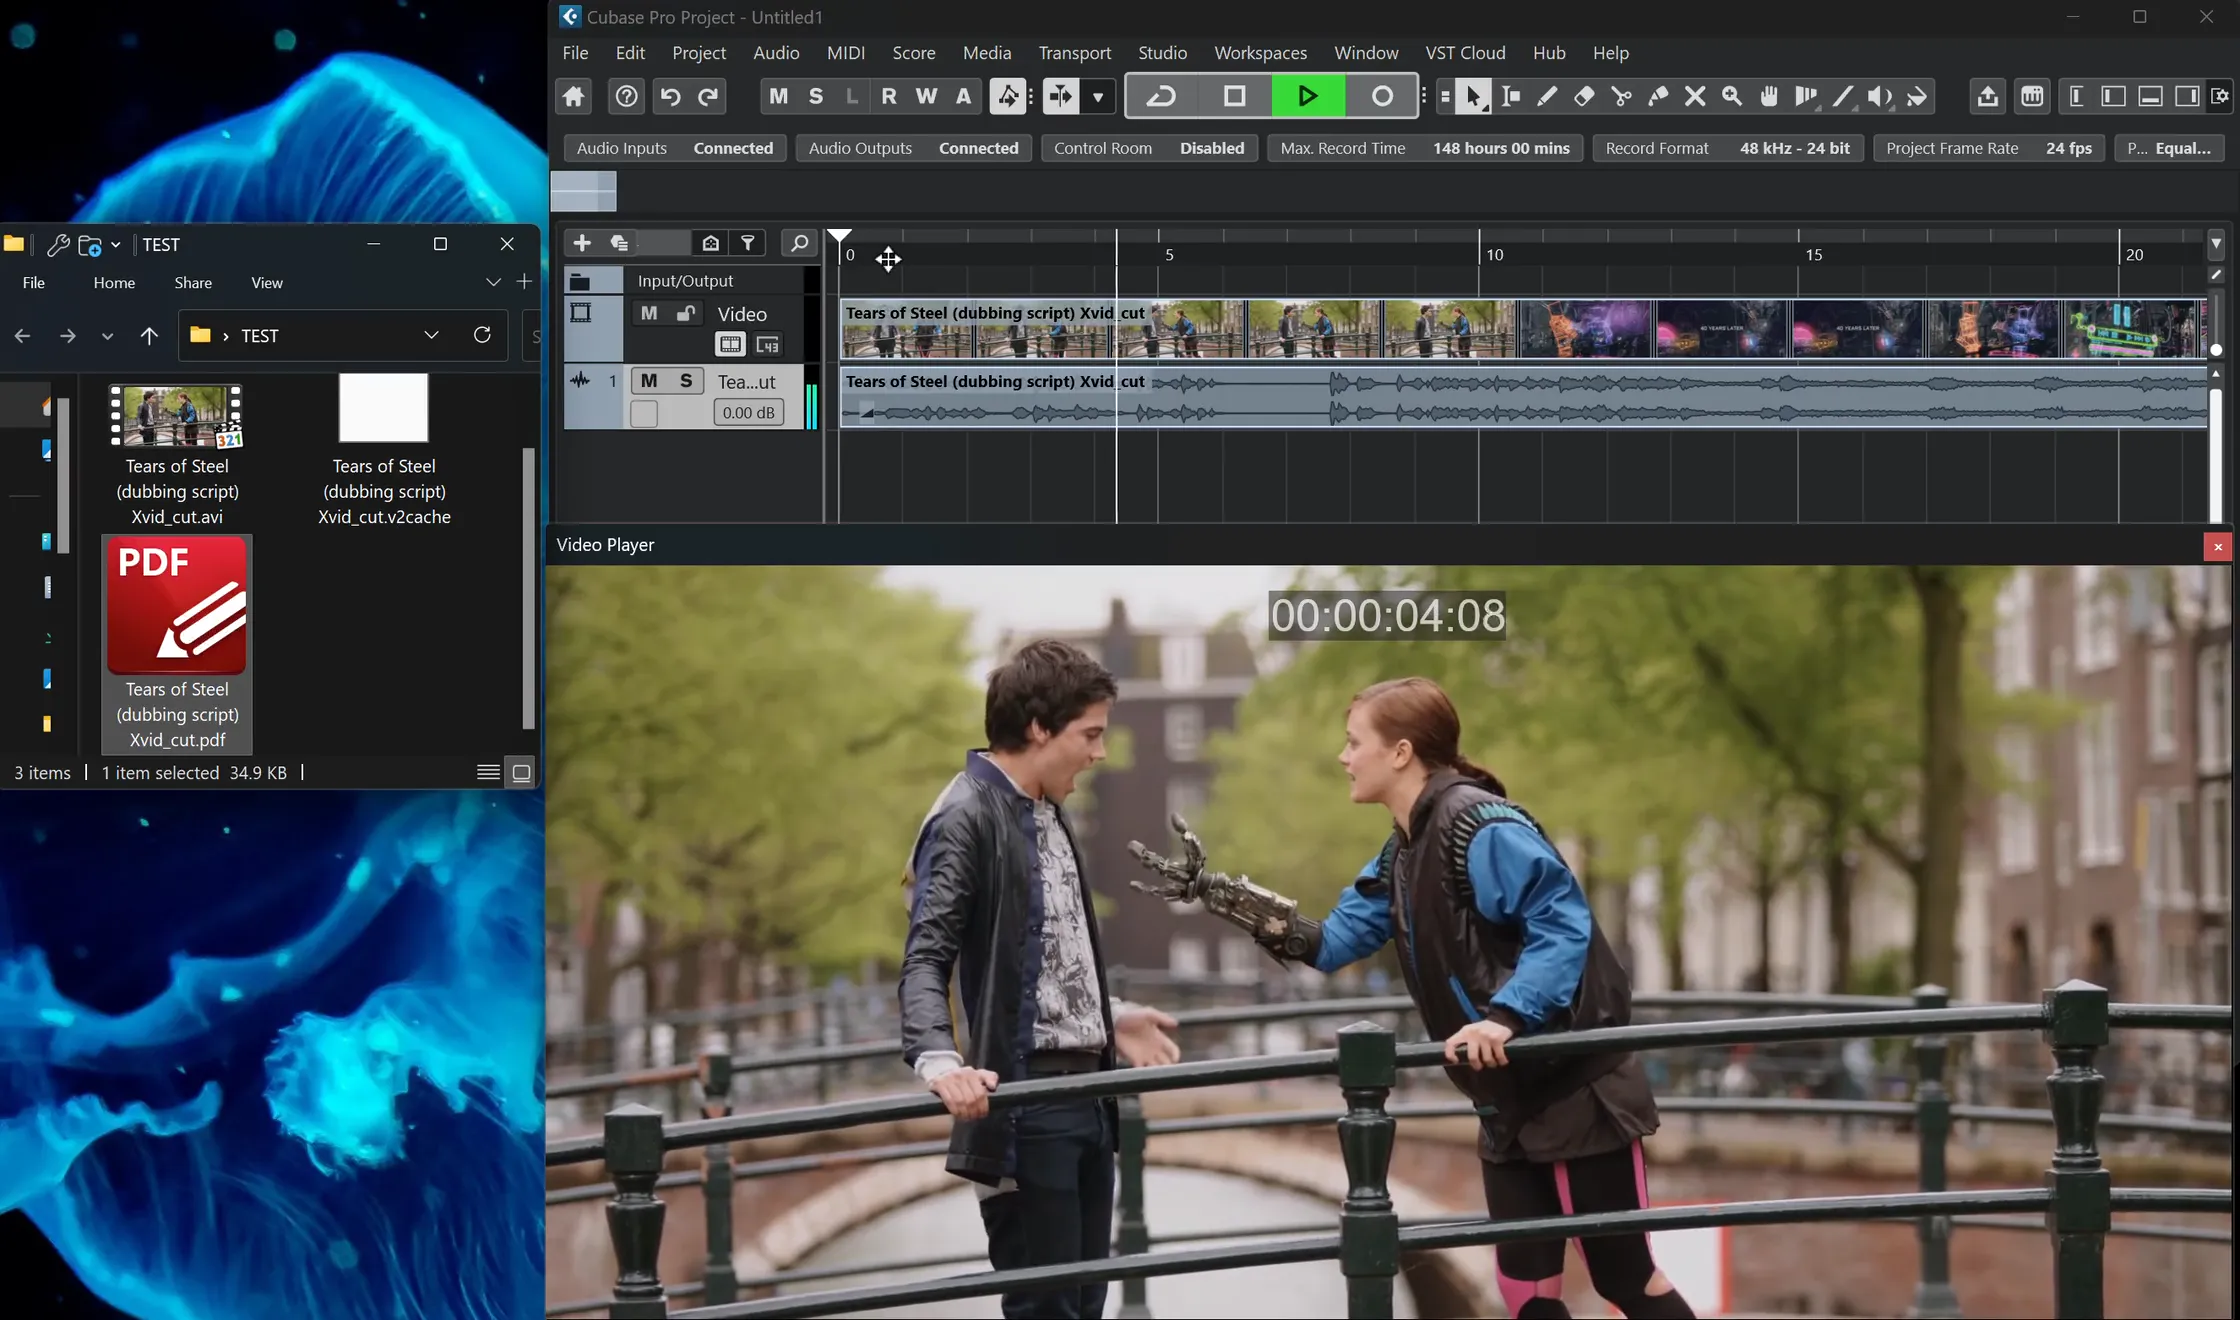 Cubase Pro Project - Untitled1
File Edit Project Audio MIDI Score Media Transport Studio Workspaces Window VST Cloud Hub Help
M S L R W A
Audio Inputs Connected Audio Outputs Connected Control Room Disabled Max. Record Time 148 hours 00 mins Record Format 48 kHz - 24 bit Project Frame Rate 24 fps P... Equal...
TEST
File Home Share View
TEST
Tears of Steel
(dubbing script)
Xvid_cut.avi
Tears of Steel
(dubbing script)
Xvid_cut.v2cache
PDF
Tears of Steel
(dubbing script)
Xvid_cut.pdf
3 items 1 item selected 34.9 KB
0 5 10 15 20
Input/Output
M Video
Tears of Steel (dubbing script) Xvid_cut
40 YEARS LATER
40 YEARS LATER
1 M S Tea...ut
0.00 dB
Tears of Steel (dubbing script) Xvid_cut
Video Player
00:00:04:08